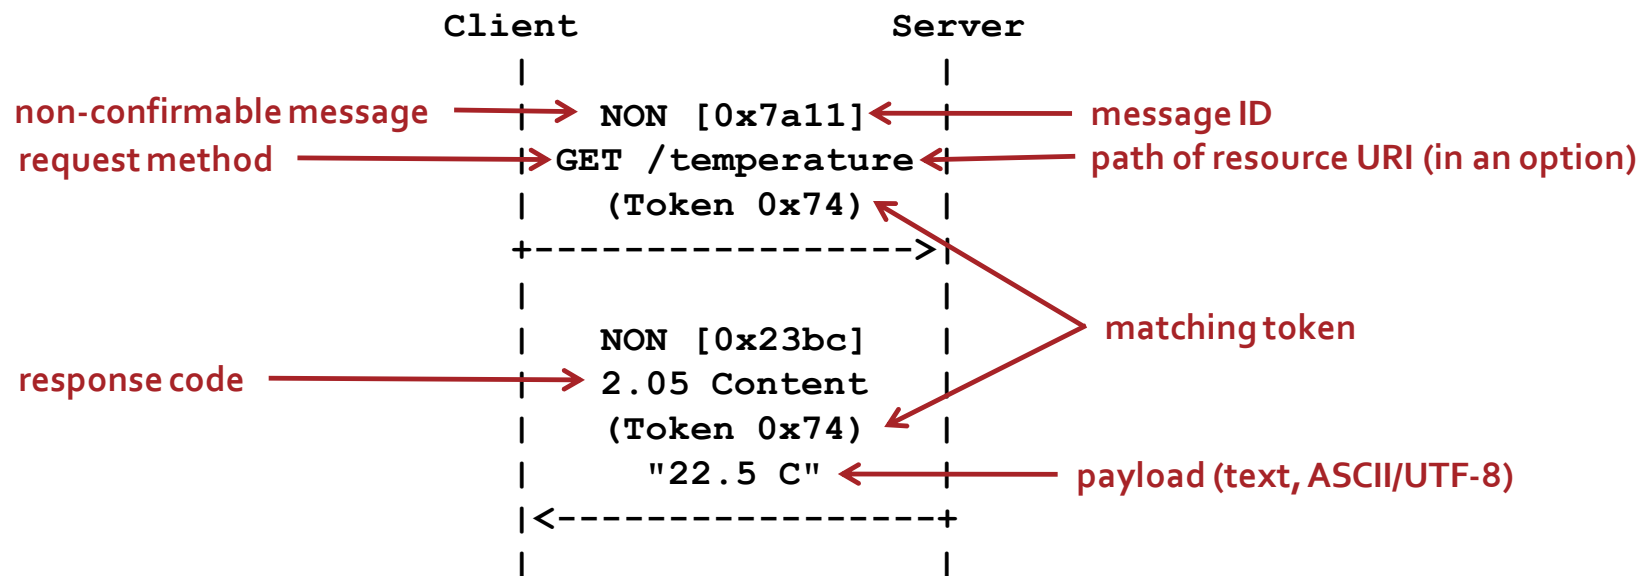 Client Server
| |
non-confirmable message | NON [0x7a11] | message ID
request method | GET /temperature | path of resource URI (in an option)
| (Token 0x74) |
+------------------>|
| |
| NON [0x23bc] | matching token
response code | 2.05 Content |
| (Token 0x74) |
| "22.5 C" | payload (text, ASCII/UTF-8)
|<------------------+
| |